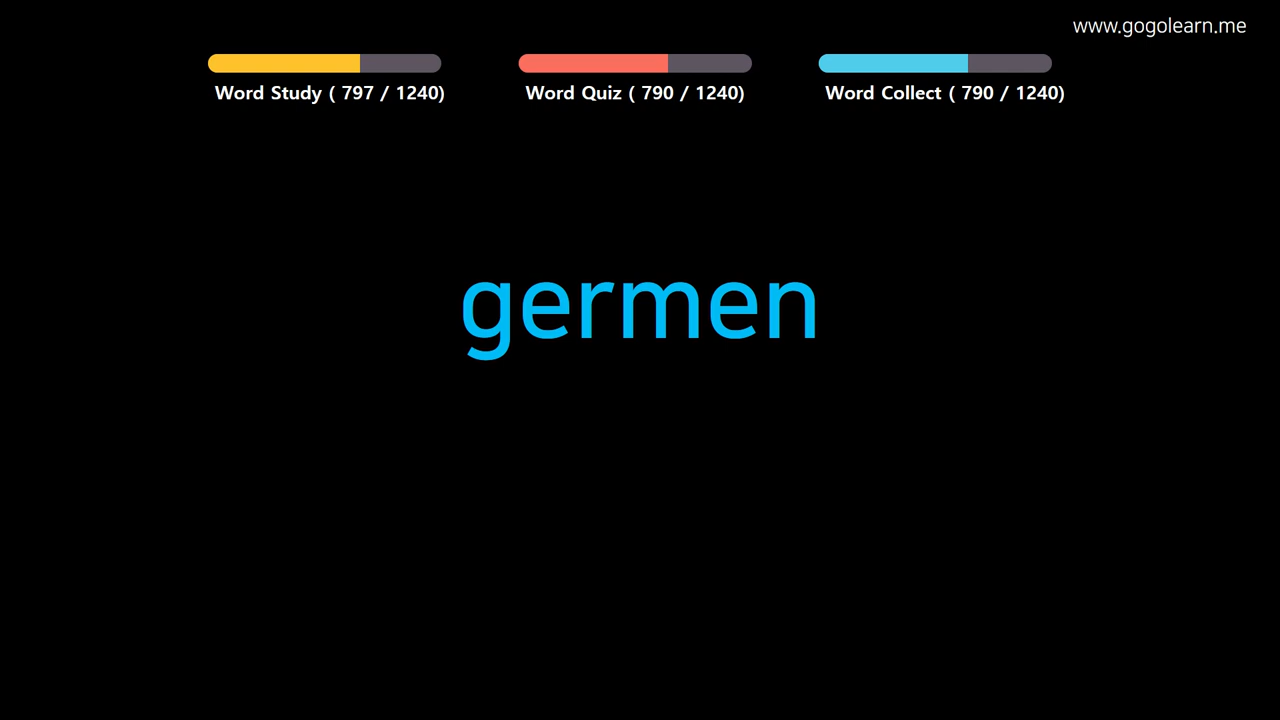 www.gogolearn.me
Word Study ( 797 / 1240)
Word Quiz ( 790 / 1240)
Word Collect ( 790 / 1240)
germen